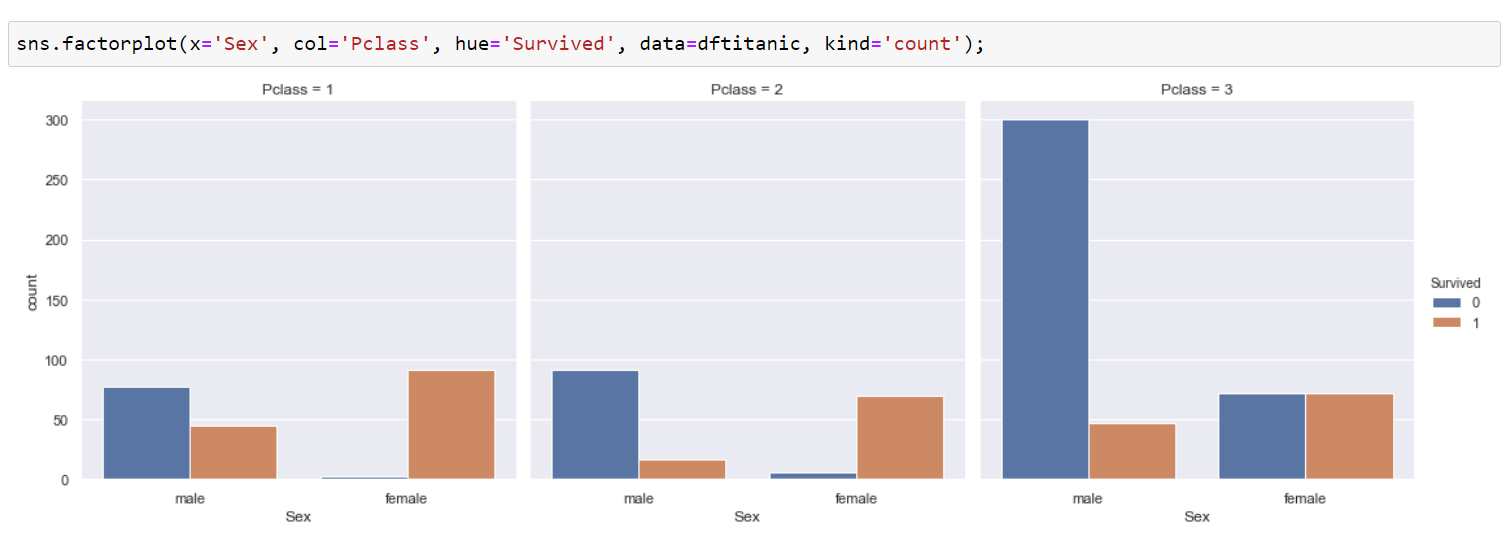 sns.factorplot(x='Sex', col='Pclass', hue='Survived', data=dftitanic, kind='count');
Pclass = 1
Pclass = 2
Pclass = 3
300
250
200
150
100
50
0
count
male
female
Sex
male
female
Sex
male
female
Sex
Survived
0
1